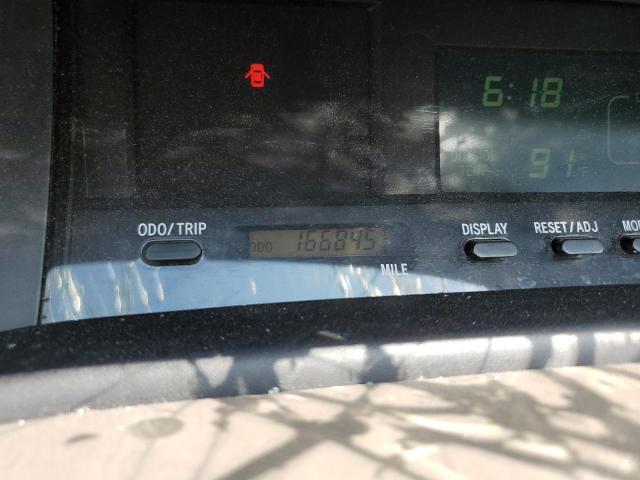 6:18
91 °F
ODO/TRIP
DISPLAY
RESET/ADJ
ODO 166845
MILE